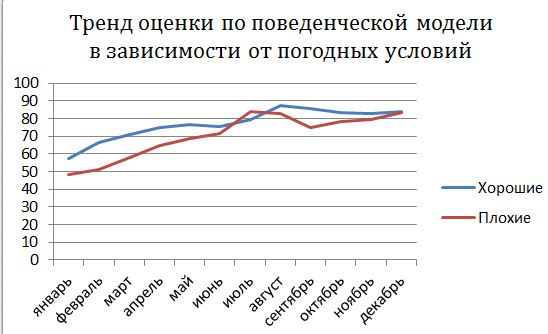 Тренд оценки по поведенческой модели
в зависимости от погодных условий
100
90
80
70
60
50
40
30
20
10
0
Хорошие
Плохие
январь
февраль
март
апрель
май
июнь
июль
август
сентябрь
октябрь
ноябрь
декабрь